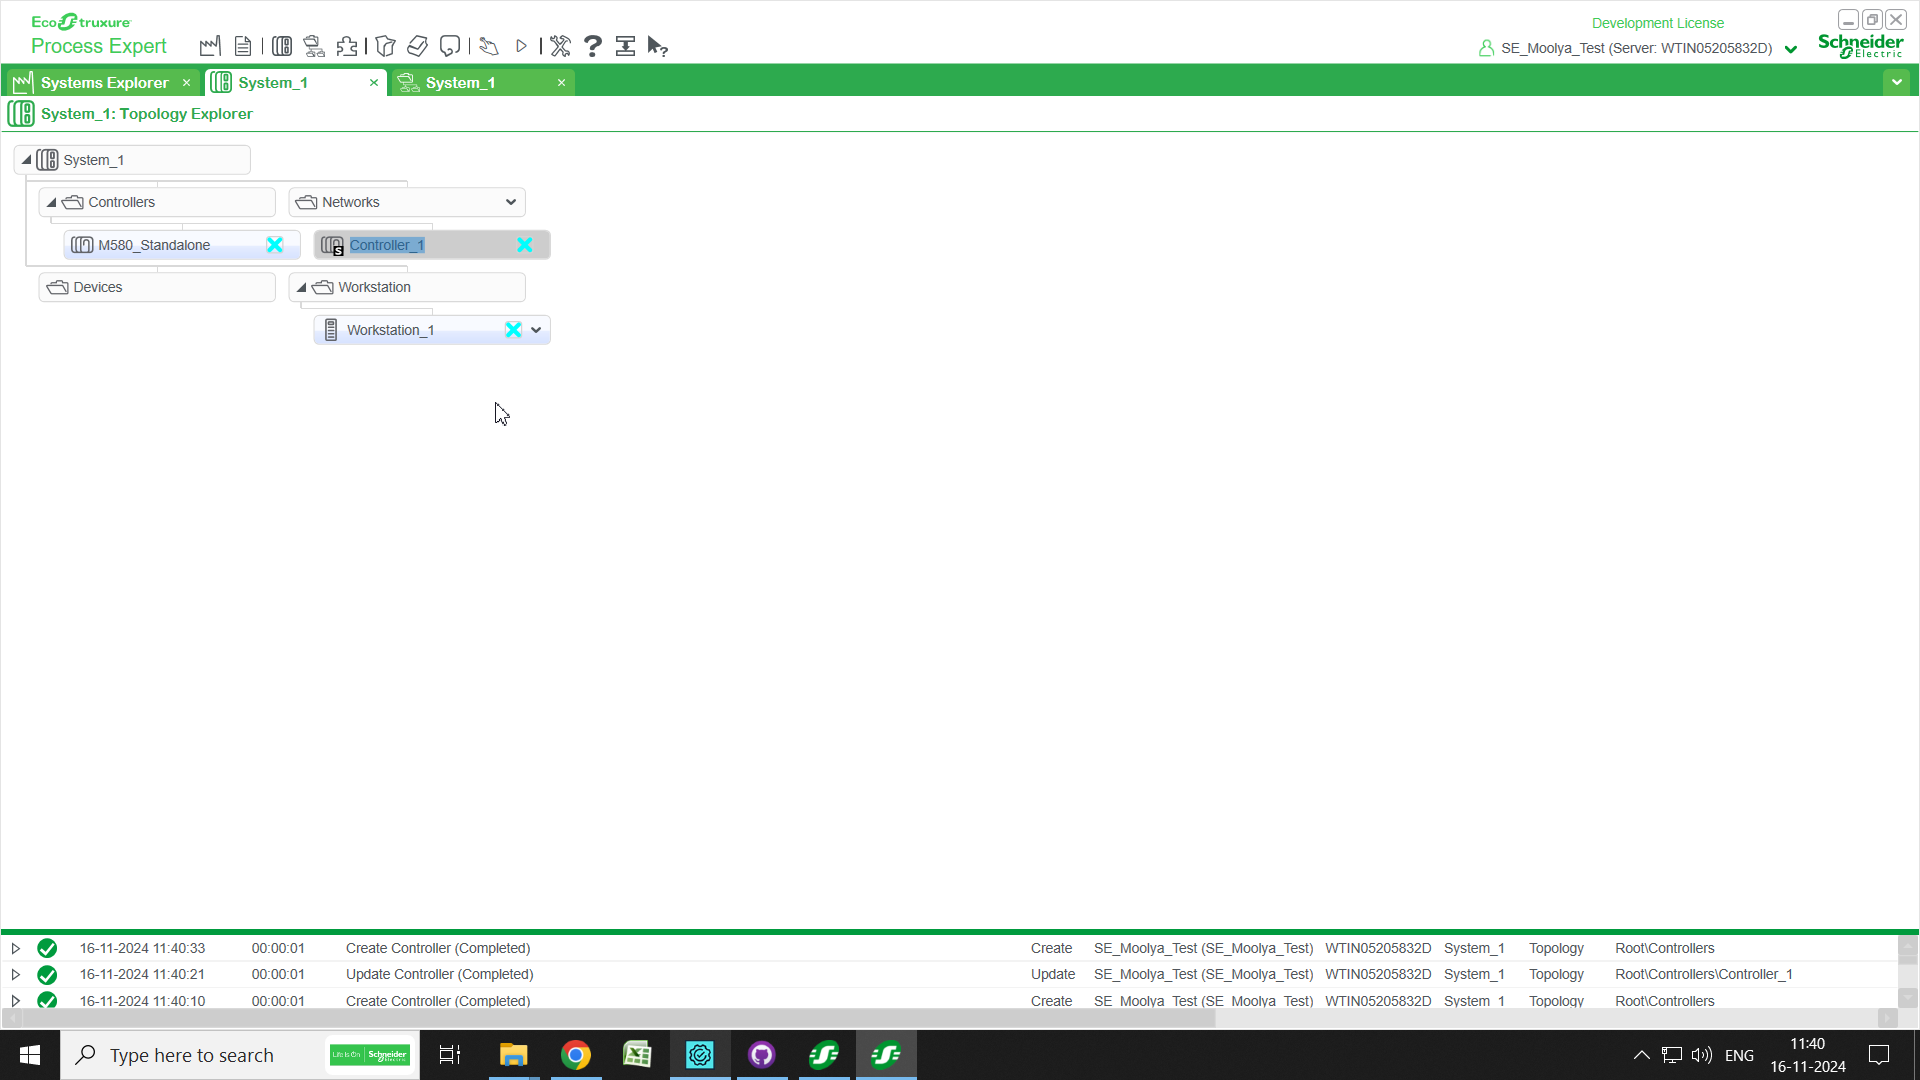 EcoStruxure
Process Expert
Development License
SE_Moolya_Test (Server: WTIN05205832D)
Schneider
Electric
Systems Explorer
System_1
System_1
System_1: Topology Explorer
System_1
Controllers
Networks
M580_Standalone
S
Controller_1
Devices
Workstation
Workstation_1
16-11-2024 11:40:33 00:00:01 Create Controller (Completed) Create SE_Moolya_Test (SE_Moolya_Test) WTIN05205832D System_1 Topology Root\Controllers
16-11-2024 11:40:21 00:00:01 Update Controller (Completed) Update SE_Moolya_Test (SE_Moolya_Test) WTIN05205832D System_1 Topology Root\Controllers\Controller_1
16-11-2024 11:40:10 00:00:01 Create Controller (Completed) Create SE_Moolya_Test (SE_Moolya_Test) WTIN05205832D System_1 Topology Root\Controllers
Type here to search
Life Is On Schneider Electric
ENG
11:40
16-11-2024